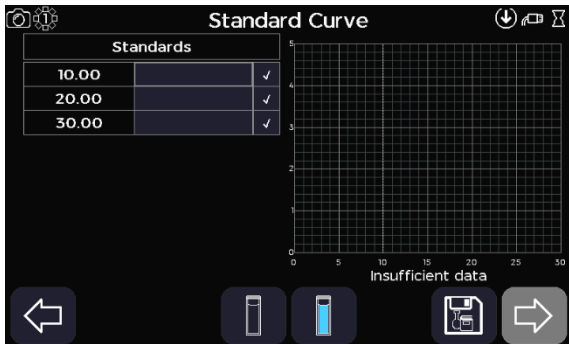 1 Standard Curve
Standards
10.00 ✓
20.00 ✓
30.00 ✓
5
4
3
2
1
0
0 5 10 15 20 25 30
Insufficient data